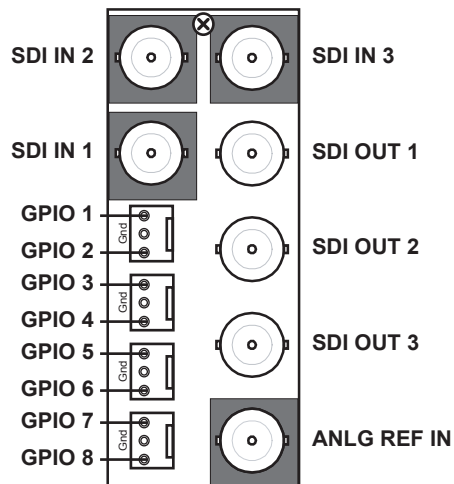 SDI IN 2
SDI IN 3
SDI IN 1
SDI OUT 1
GPIO 1
Gnd
GPIO 2
SDI OUT 2
GPIO 3
Gnd
GPIO 4
SDI OUT 3
GPIO 5
Gnd
GPIO 6
GPIO 7
Gnd
GPIO 8
ANLG REF IN